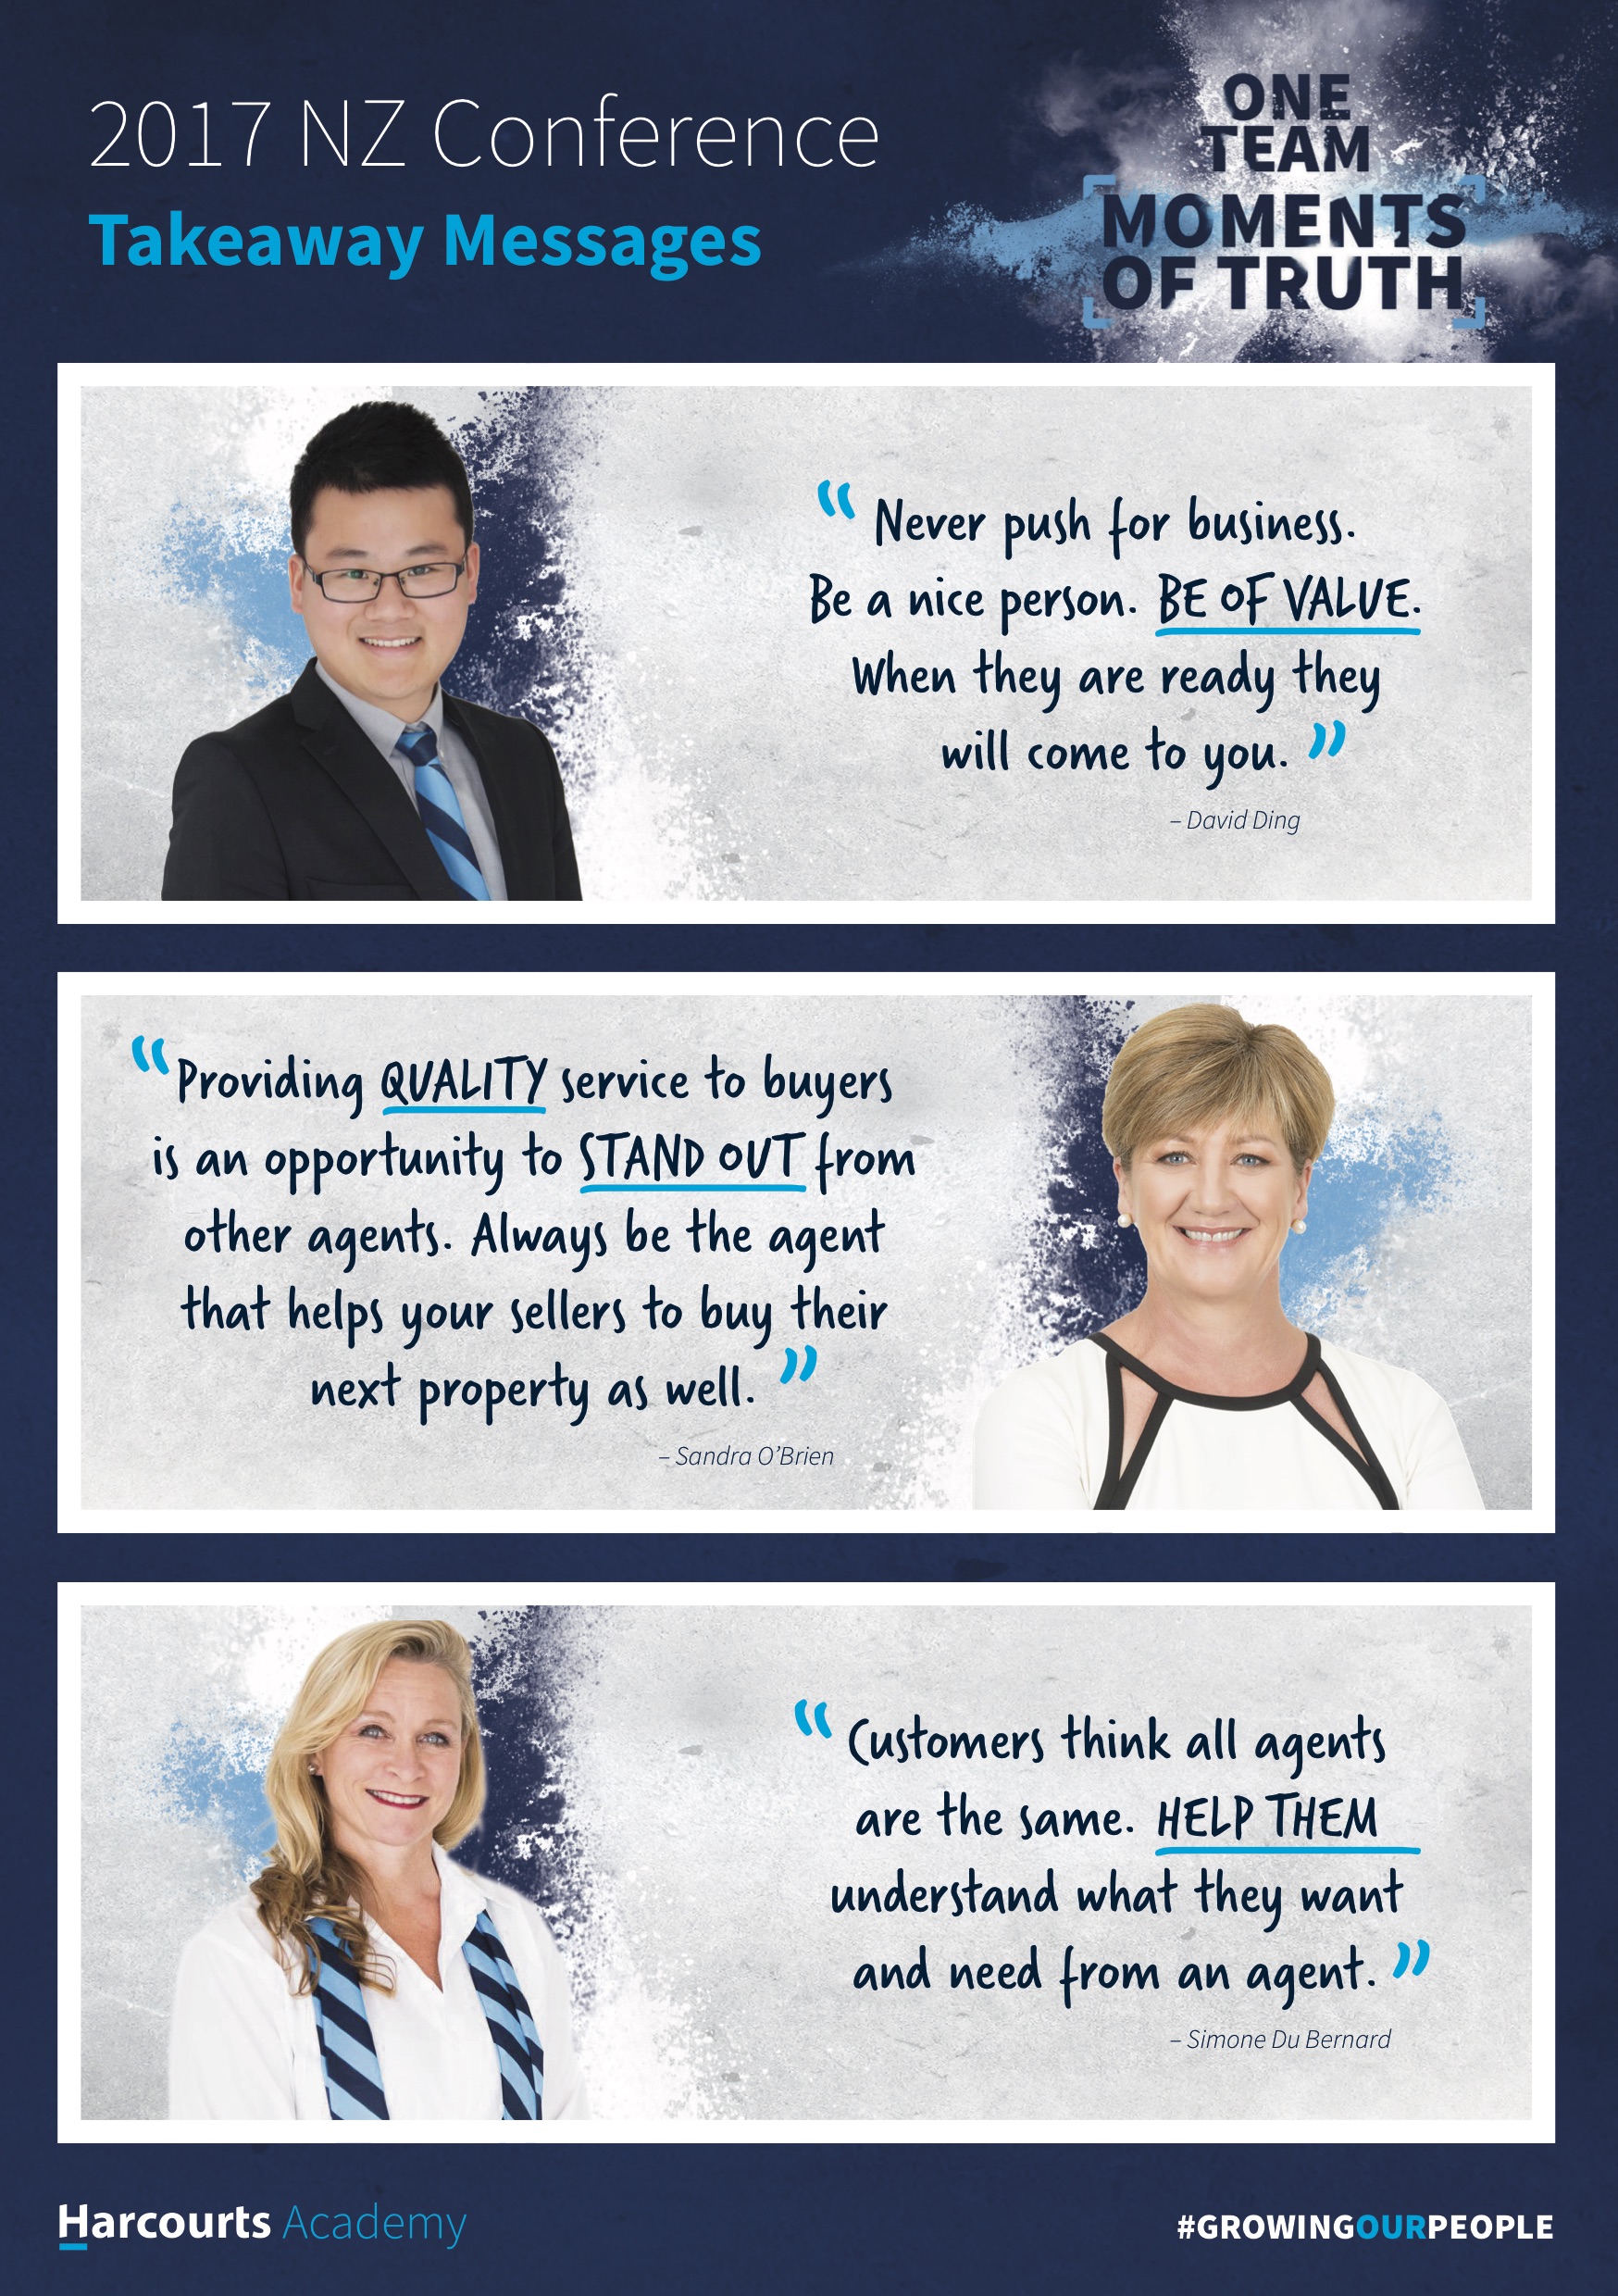 2017 NZ Conference
Takeaway Messages
ONE
TEAM
MOMENTS
OF TRUTH
“ Never push for business.
Be a nice person. BE OF VALUE.
When they are ready they
will come to you. ”
– David Ding
“ Providing QUALITY service to buyers
is an opportunity to STAND OUT from
other agents. Always be the agent
that helps your sellers to buy their
next property as well. ”
– Sandra O’Brien
“ Customers think all agents
are the same. HELP THEM
understand what they want
and need from an agent. ”
– Simone Du Bernard
Harcourts Academy
#GROWINGOURPEOPLE